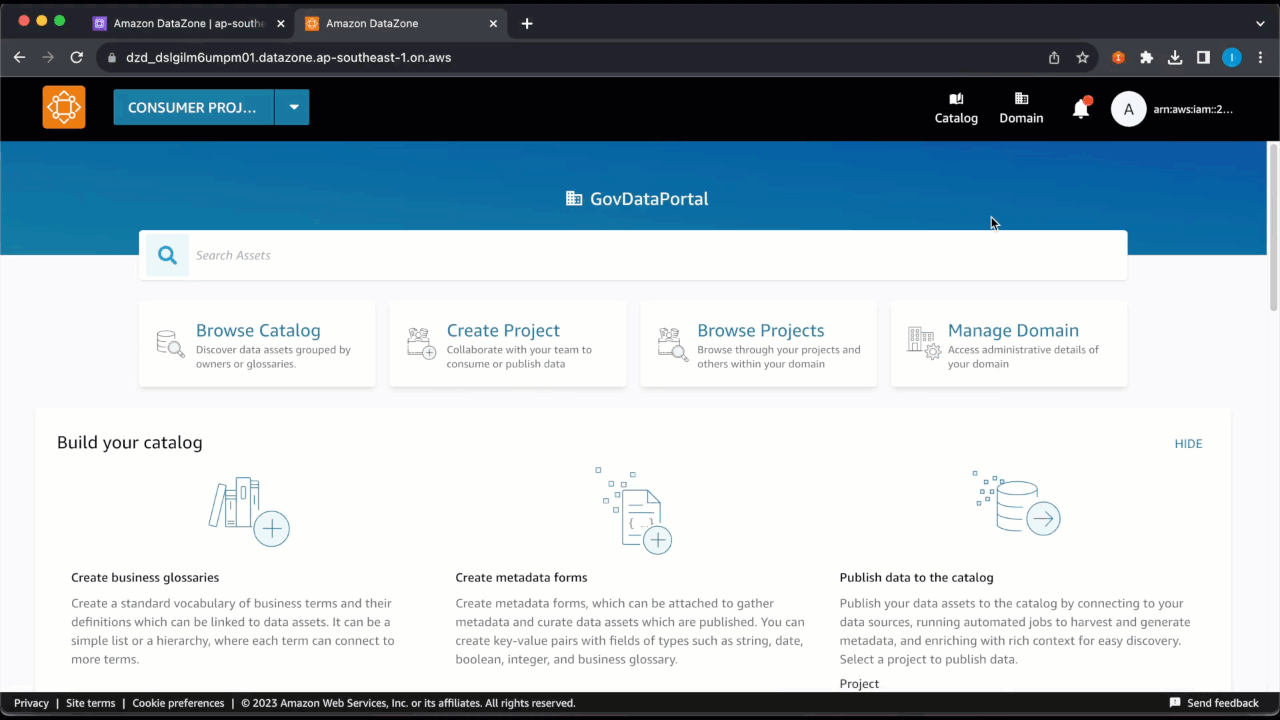 Amazon DataZone | ap-southe
Amazon DataZone
dzd_dslgilm6umpm01.datazone.ap-southeast-1.on.aws
I
CONSUMER PROJ...
Catalog
Domain
A
arn:aws:iam::2...
GovDataPortal
Search Assets
Browse Catalog
Discover data assets grouped by
owners or glossaries.
Create Project
Collaborate with your team to
consume or publish data
Browse Projects
Browse through your projects and
others within your domain
Manage Domain
Access administrative details of
your domain
Build your catalog
HIDE
Create business glossaries
Create a standard vocabulary of business terms and their
definitions which can be linked to data assets. It can be a
simple list or a hierarchy, where each term can connect to
more terms.
Create metadata forms
Create metadata forms, which can be attached to gather
metadata and curate data assets which are published. You can
create key-value pairs with fields of types such as string, date,
boolean, integer, and business glossary.
Publish data to the catalog
Publish your data assets to the catalog by connecting to your
data sources, running automated jobs to harvest and generate
metadata, and enriching with rich context for easy discovery.
Select a project to publish data.
Project
Privacy | Site terms | Cookie preferences | © 2023 Amazon Web Services, Inc. or its affiliates. All rights reserved.
Send feedback